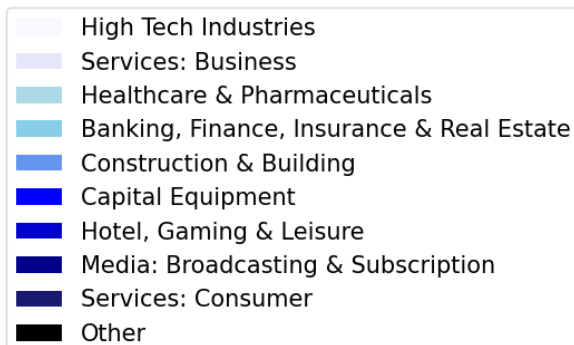 High Tech Industries
Services: Business
Healthcare & Pharmaceuticals
Banking, Finance, Insurance & Real Estate
Construction & Building
Capital Equipment
Hotel, Gaming & Leisure
Media: Broadcasting & Subscription
Services: Consumer
Other